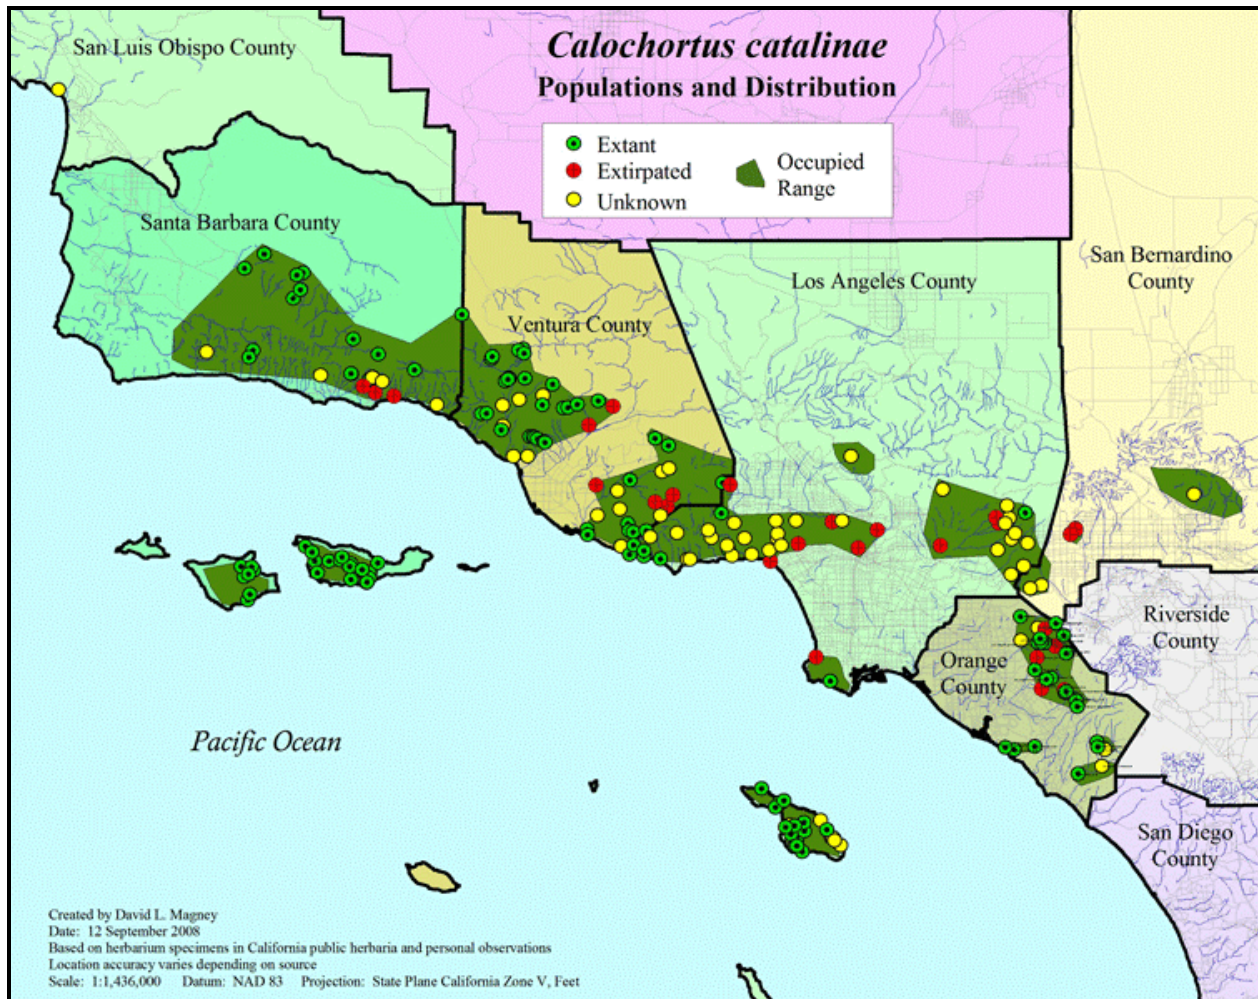 Calochortus catalinae
Populations and Distribution
Extant
Extirpated
Unknown
Occupied
Range
San Luis Obispo County
Santa Barbara County
Ventura County
Los Angeles County
San Bernardino
County
Riverside
County
Orange
County
San Diego
County
Pacific Ocean
Created by David L. Magney
Date: 12 September 2008
Based on herbarium specimens in California public herbaria and personal observations
Location accuracy varies depending on source
Scale: 1:1,436,000 Datum: NAD 83 Projection: State Plane California Zone V, Feet